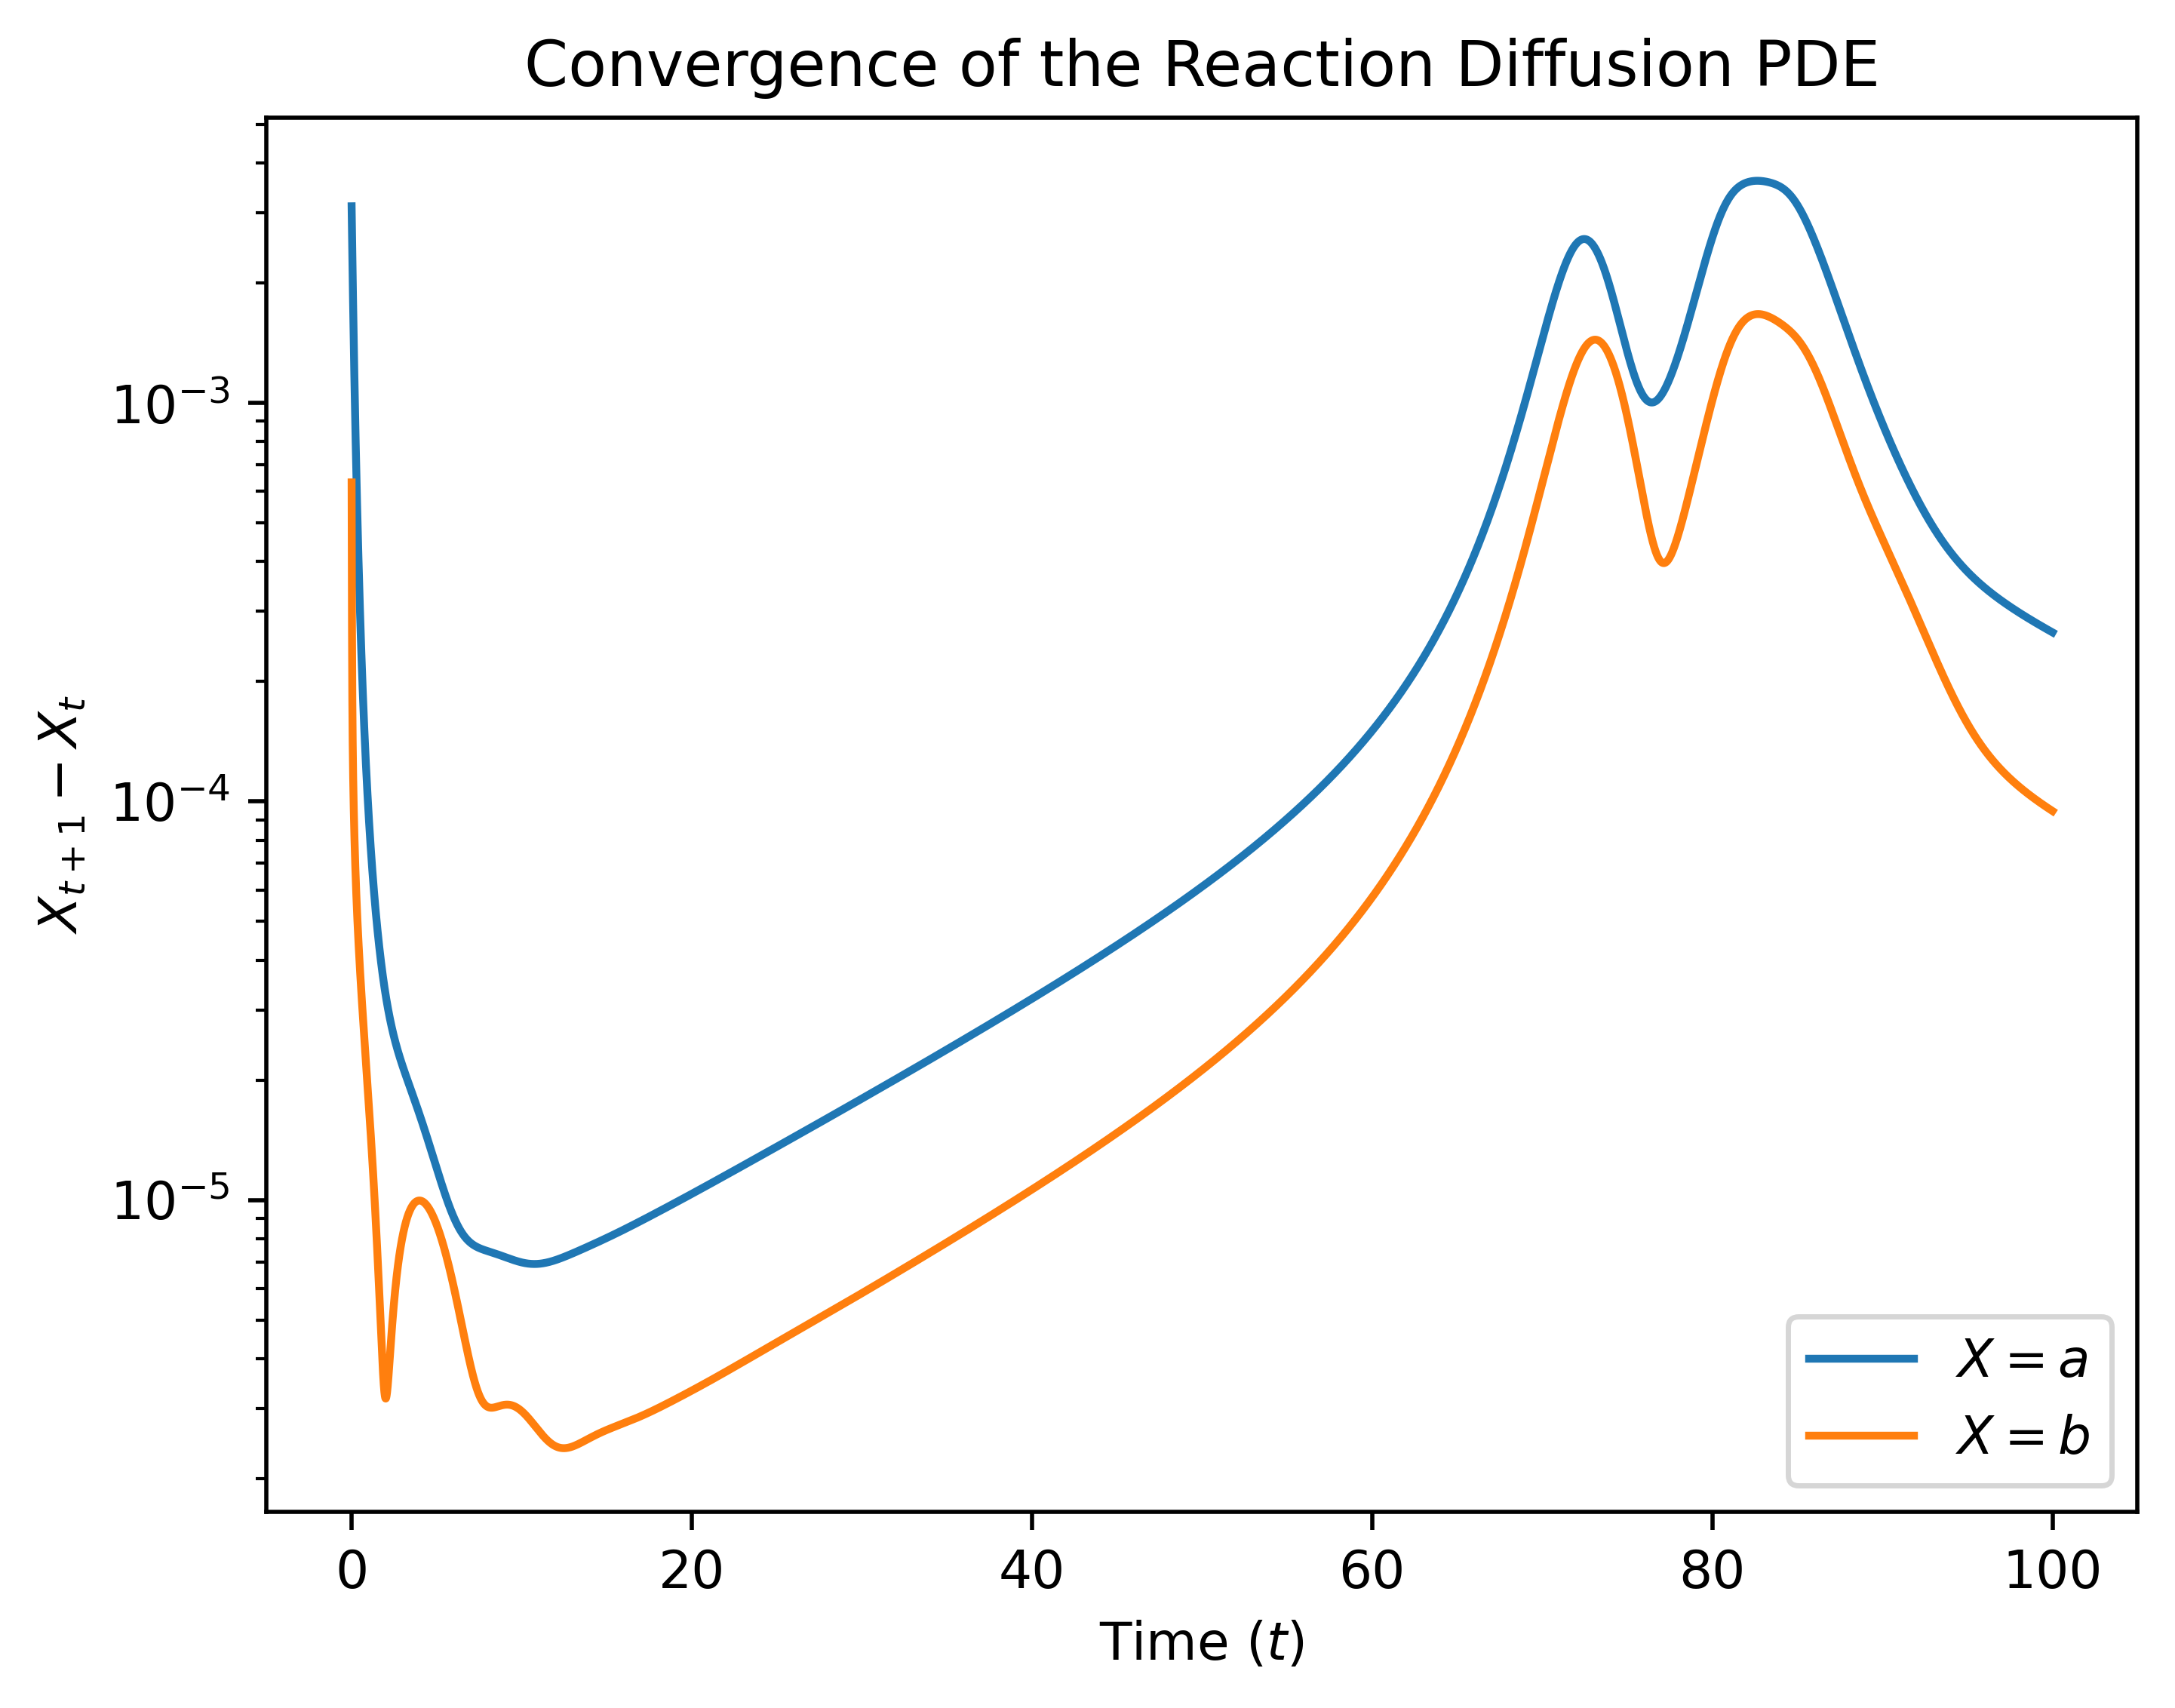 Convergence of the Reaction Diffusion PDE
X_{t+1} − X_t
10^{−3}
10^{−4}
10^{−5}
X = a
X = b
0 20 40 60 80 100
Time (t)